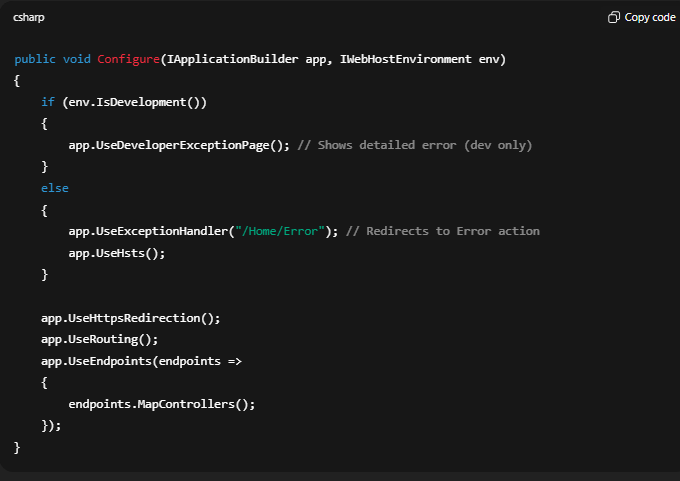 csharp
Copy code
public void Configure(IApplicationBuilder app, IWebHostEnvironment env)
{
    if (env.IsDevelopment())
    {
        app.UseDeveloperExceptionPage(); // Shows detailed error (dev only)
    }
    else
    {
        app.UseExceptionHandler("/Home/Error"); // Redirects to Error action
        app.UseHsts();
    }

    app.UseHttpsRedirection();
    app.UseRouting();
    app.UseEndpoints(endpoints =>
    {
        endpoints.MapControllers();
    });
}